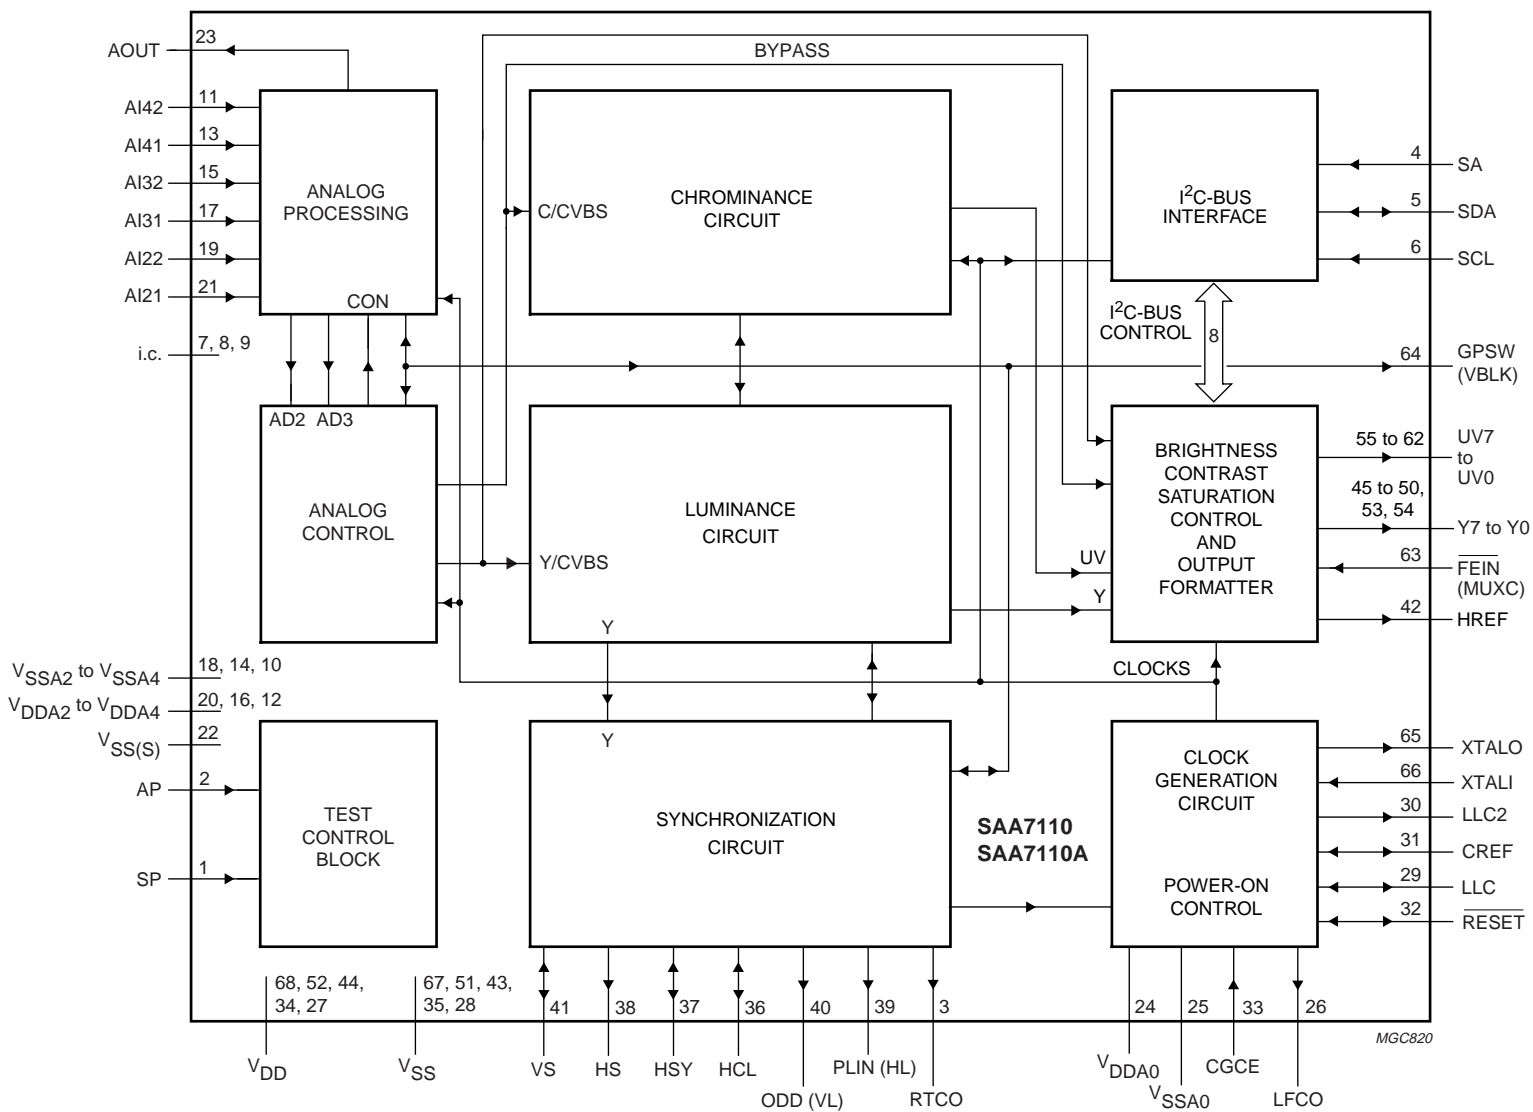 AOUT
23
BYPASS
AI42
11
AI41
13
AI32
15
AI31
17
AI22
19
AI21
21
ANALOG
PROCESSING
CON
i.c.
7, 8, 9
C/CVBS
CHROMINANCE
CIRCUIT
I2C-BUS
INTERFACE
4
SA
5
SDA
6
SCL
I2C-BUS
CONTROL
8
64
GPSW
(VBLK)
AD2
AD3
ANALOG
CONTROL
LUMINANCE
CIRCUIT
Y/CVBS
Y
UV
Y
BRIGHTNESS
CONTRAST
SATURATION
CONTROL
AND
OUTPUT
FORMATTER
55 to 62
UV7
to
UV0
45 to 50,
53, 54
Y7 to Y0
63
FEIN
(MUXC)
42
HREF
VSSA2 to VSSA4
18, 14, 10
VDDA2 to VDDA4
20, 16, 12
VSS(S)
22
AP
2
SP
1
TEST
CONTROL
BLOCK
CLOCKS
Y
SYNCHRONIZATION
CIRCUIT
SAA7110
SAA7110A
CLOCK
GENERATION
CIRCUIT
POWER-ON
CONTROL
65
XTALO
66
XTALI
30
LLC2
31
CREF
29
LLC
32
RESET
68, 52, 44,
34, 27
67, 51, 43,
35, 28
41
38
37
36
40
39
3
24
25
33
26
MGC820
VDD
VSS
VS
HS
HSY
HCL
ODD (VL)
PLIN (HL)
RTCO
VDDA0
VSSA0
CGCE
LFCO